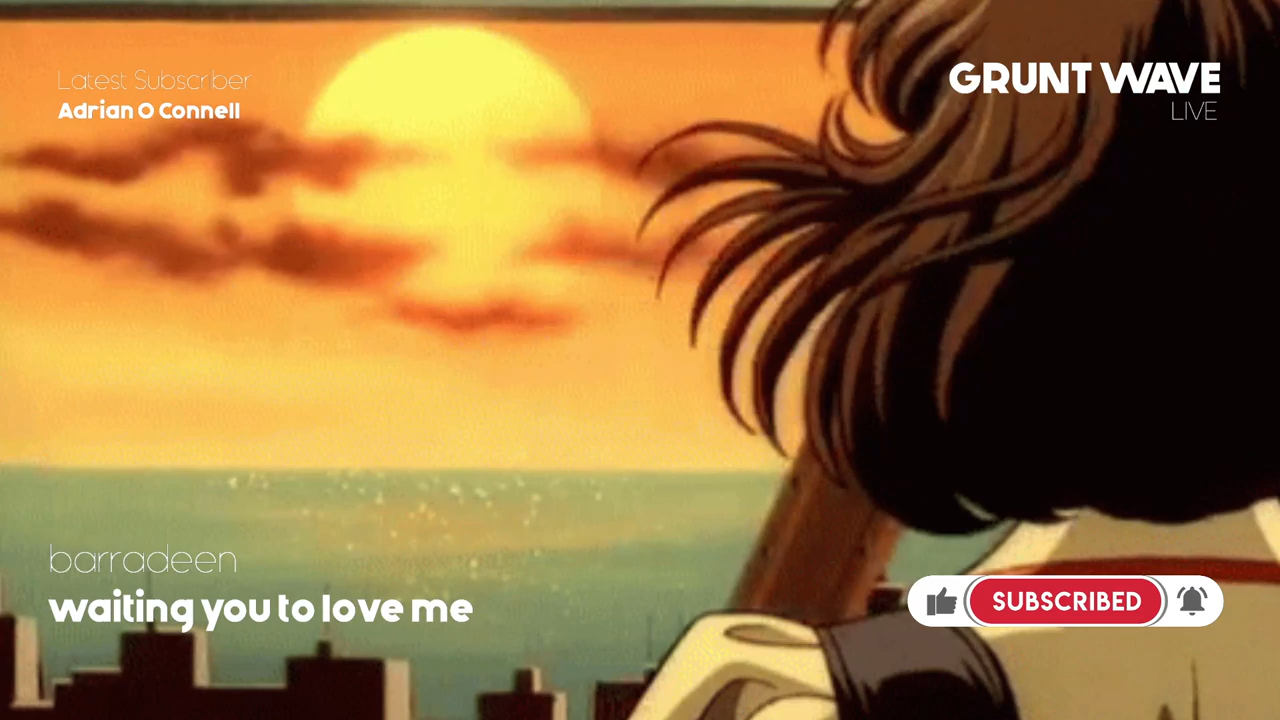 Latest Subscriber
Adrian O Connell
GRUNT WAVE
LIVE
barradeen
waiting you to love me
SUBSCRIBED